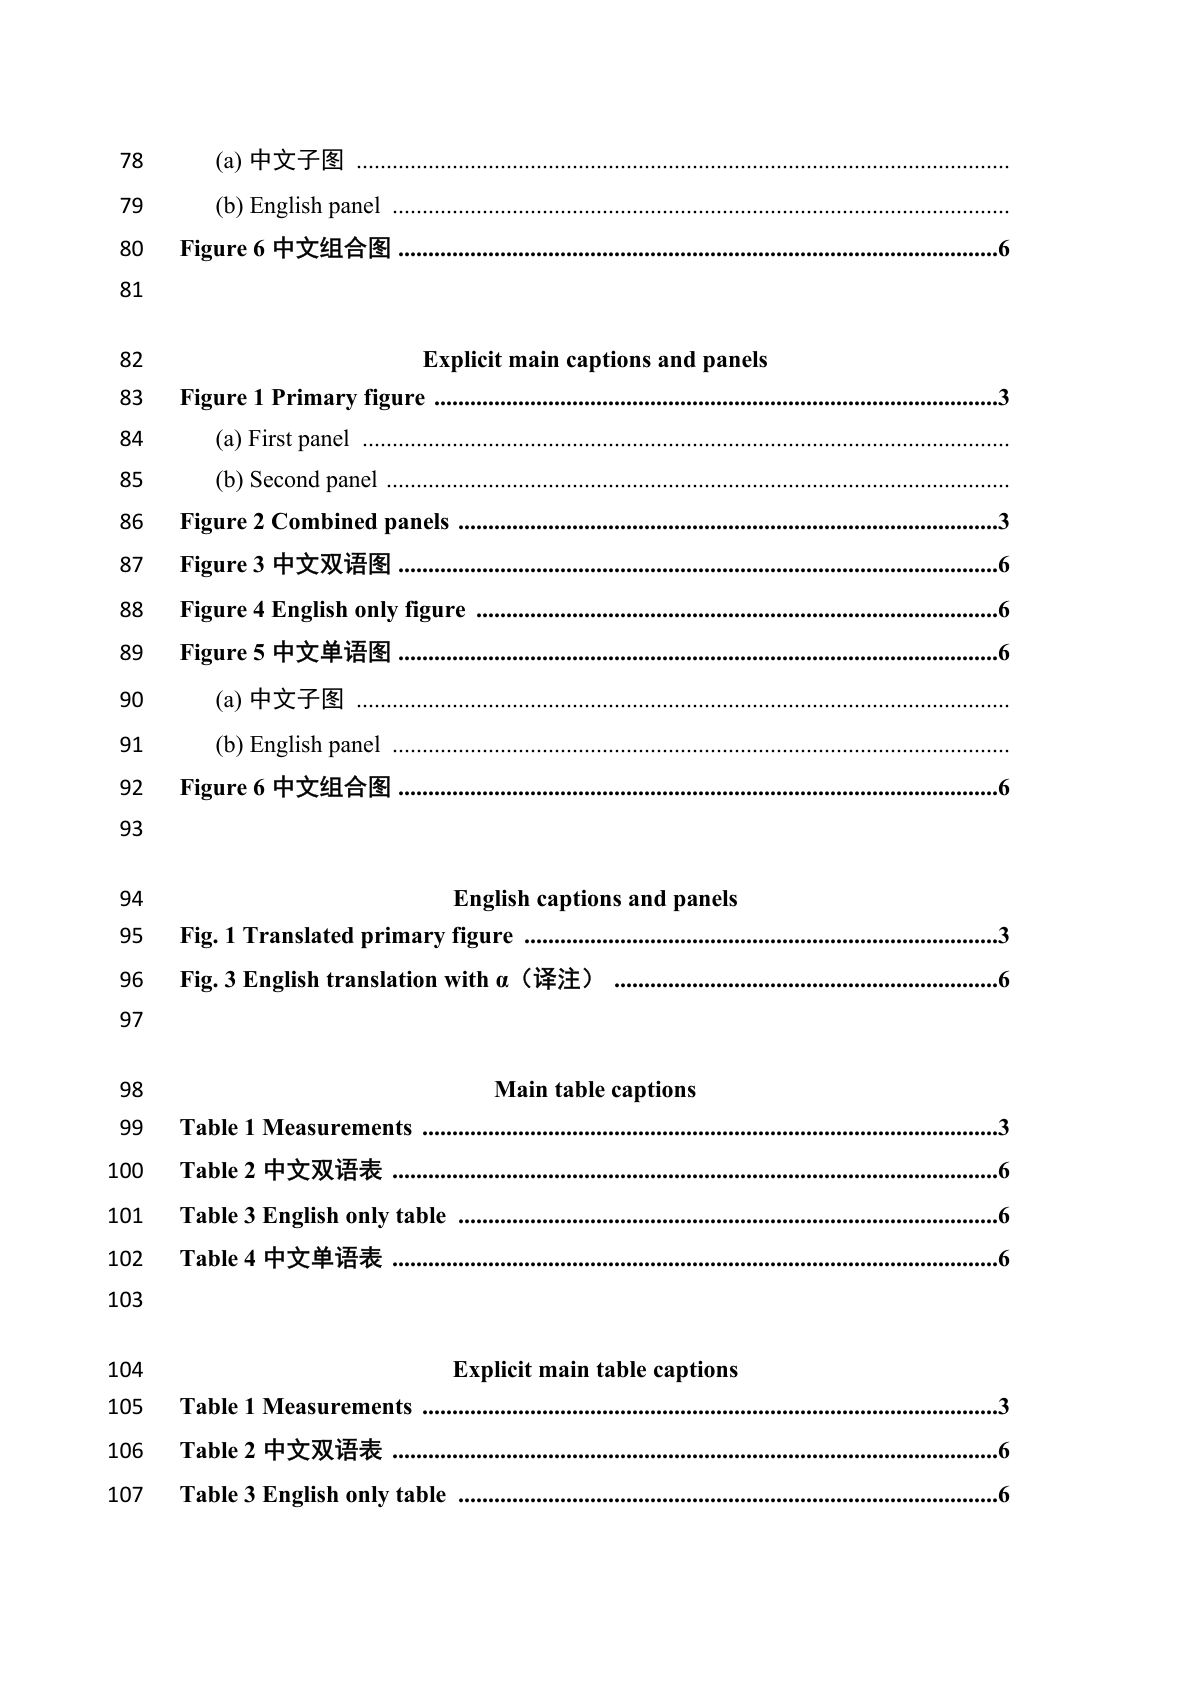 78 (a) 中文子图 ................................................................
79 (b) English panel ................................................................
80 Figure 6 中文组合图 ................................................................6
81
82 Explicit main captions and panels
83 Figure 1 Primary figure ................................................................3
84 (a) First panel ................................................................
85 (b) Second panel ................................................................
86 Figure 2 Combined panels ................................................................3
87 Figure 3 中文双语图 ................................................................6
88 Figure 4 English only figure ................................................................6
89 Figure 5 中文单语图 ................................................................6
90 (a) 中文子图 ................................................................
91 (b) English panel ................................................................
92 Figure 6 中文组合图 ................................................................6
93
94 English captions and panels
95 Fig. 1 Translated primary figure ................................................................3
96 Fig. 3 English translation with α（译注） ................................................................6
97
98 Main table captions
99 Table 1 Measurements ................................................................3
100 Table 2 中文双语表 ................................................................6
101 Table 3 English only table ................................................................6
102 Table 4 中文单语表 ................................................................6
103
104 Explicit main table captions
105 Table 1 Measurements ................................................................3
106 Table 2 中文双语表 ................................................................6
107 Table 3 English only table ................................................................6